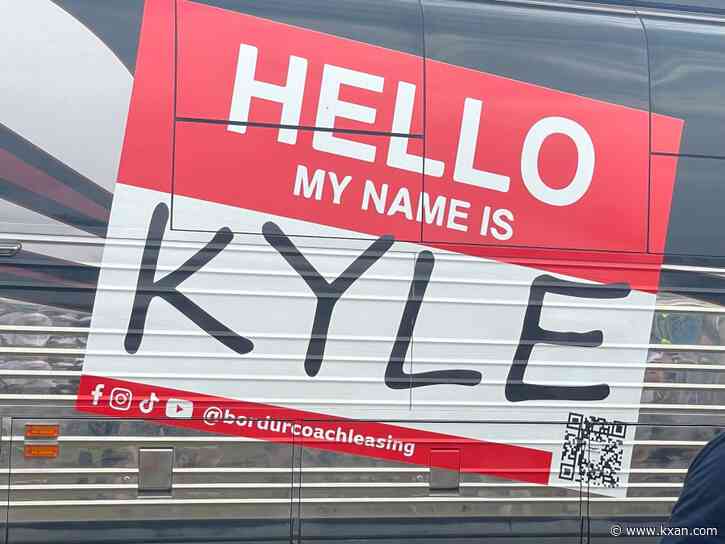 HELLO
MY NAME IS
KYLE
@bordurcoachleasing
www.kxan.com